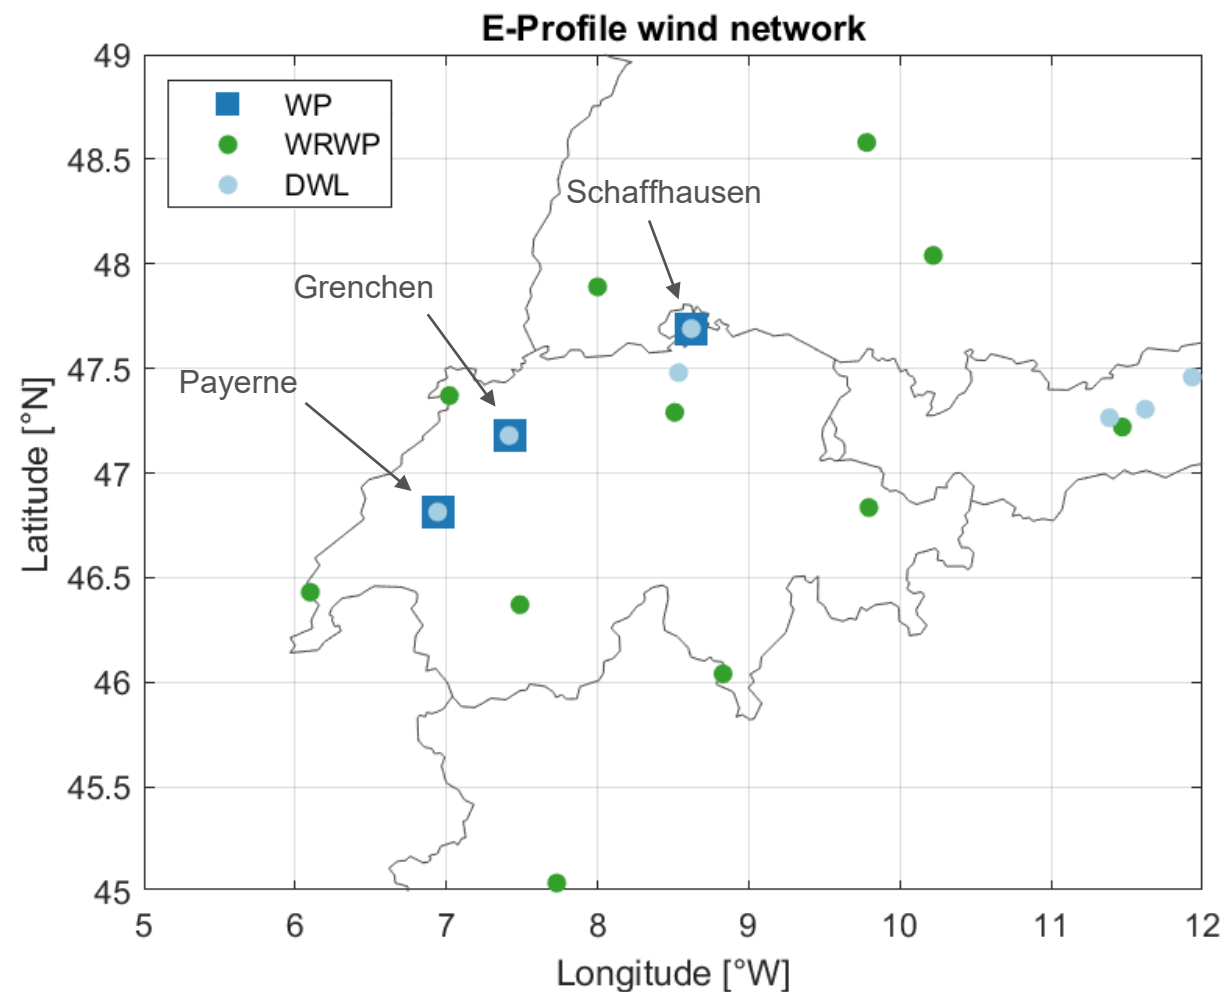 E-Profile wind network
WP
WRWP
DWL
Schaffhausen
Grenchen
Payerne
49
48.5
48
47.5
47
46.5
46
45.5
45
Latitude [°N]
5 6 7 8 9 10 11 12
Longitude [°W]